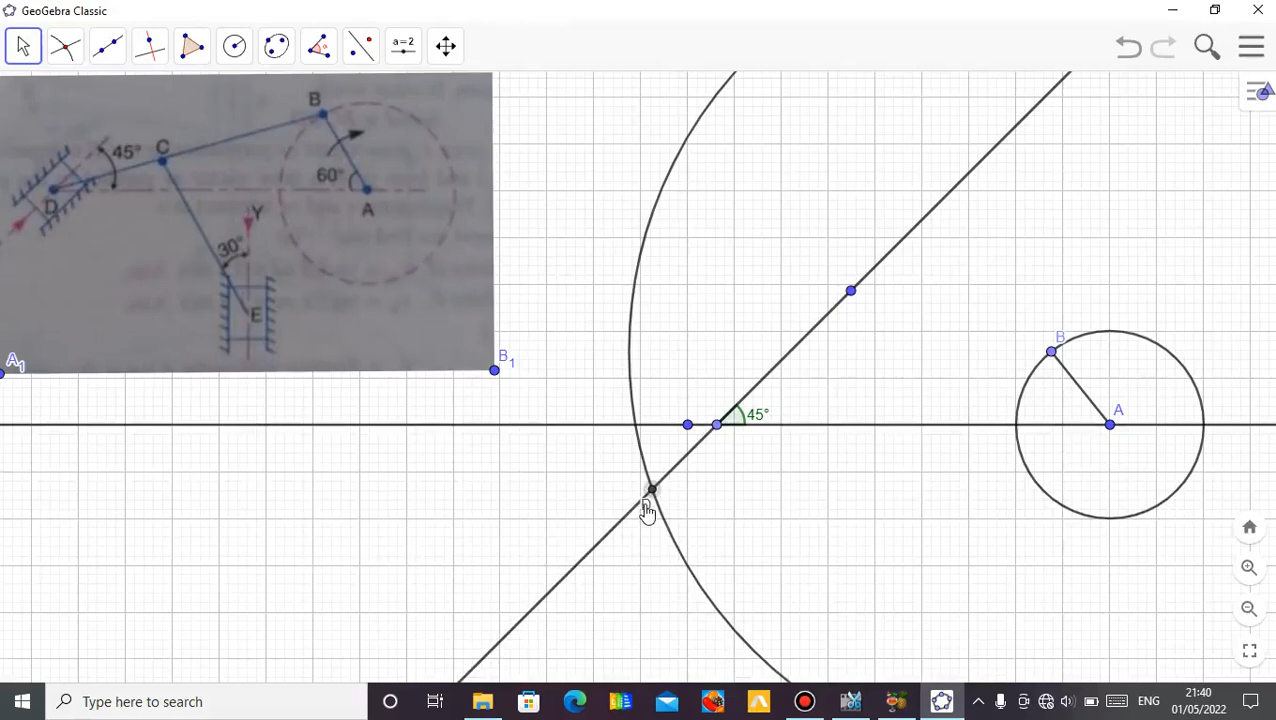 GeoGebra Classic
a=2
B
C
45°
60°
D
Y
A
30°
E
A1
B1
45°
B
A
Type here to search
ENG
21:40
01/05/2022